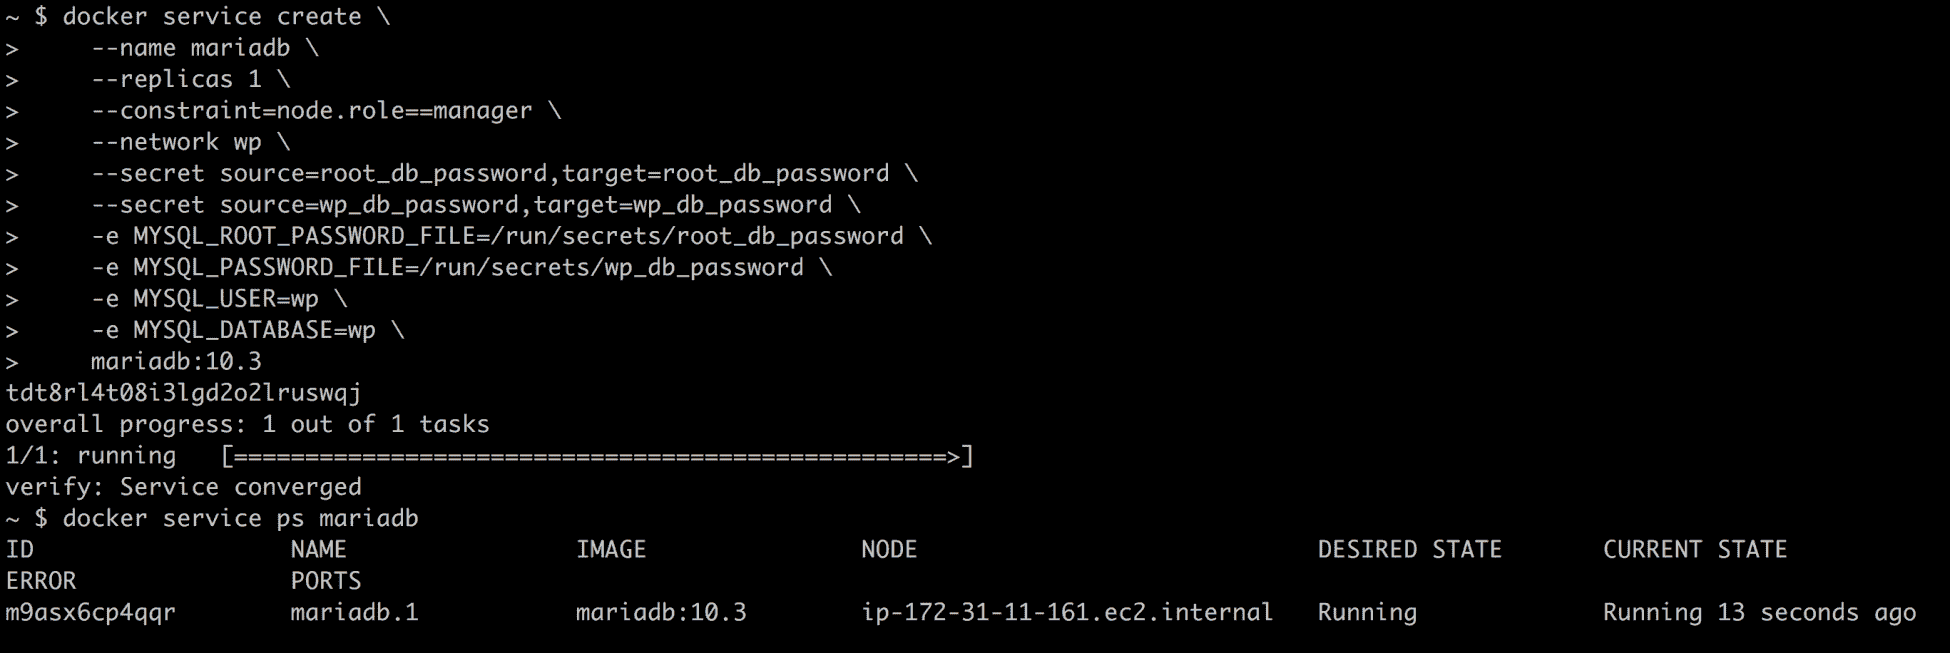 ~ $ docker service create \
>     --name mariadb \
>     --replicas 1 \
>     --constraint=node.role==manager \
>     --network wp \
>     --secret source=root_db_password,target=root_db_password \
>     --secret source=wp_db_password,target=wp_db_password \
>     -e MYSQL_ROOT_PASSWORD_FILE=/run/secrets/root_db_password \
>     -e MYSQL_PASSWORD_FILE=/run/secrets/wp_db_password \
>     -e MYSQL_USER=wp \
>     -e MYSQL_DATABASE=wp \
>     mariadb:10.3
tdt8rl4t08i3lgd2o2lruswqj
overall progress: 1 out of 1 tasks
1/1: running   [==================================================>]
verify: Service converged
~ $ docker service ps mariadb
ID                  NAME                IMAGE               NODE                            DESIRED STATE       CURRENT STATE
ERROR               PORTS
m9asx6cp4qqr        mariadb.1           mariadb:10.3        ip-172-31-11-161.ec2.internal   Running             Running 13 seconds ago